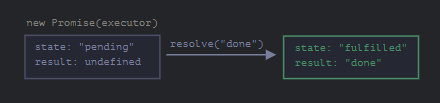 new Promise(executor)
state: "pending"
result: undefined
resolve("done")
state: "fulfilled"
result: "done"